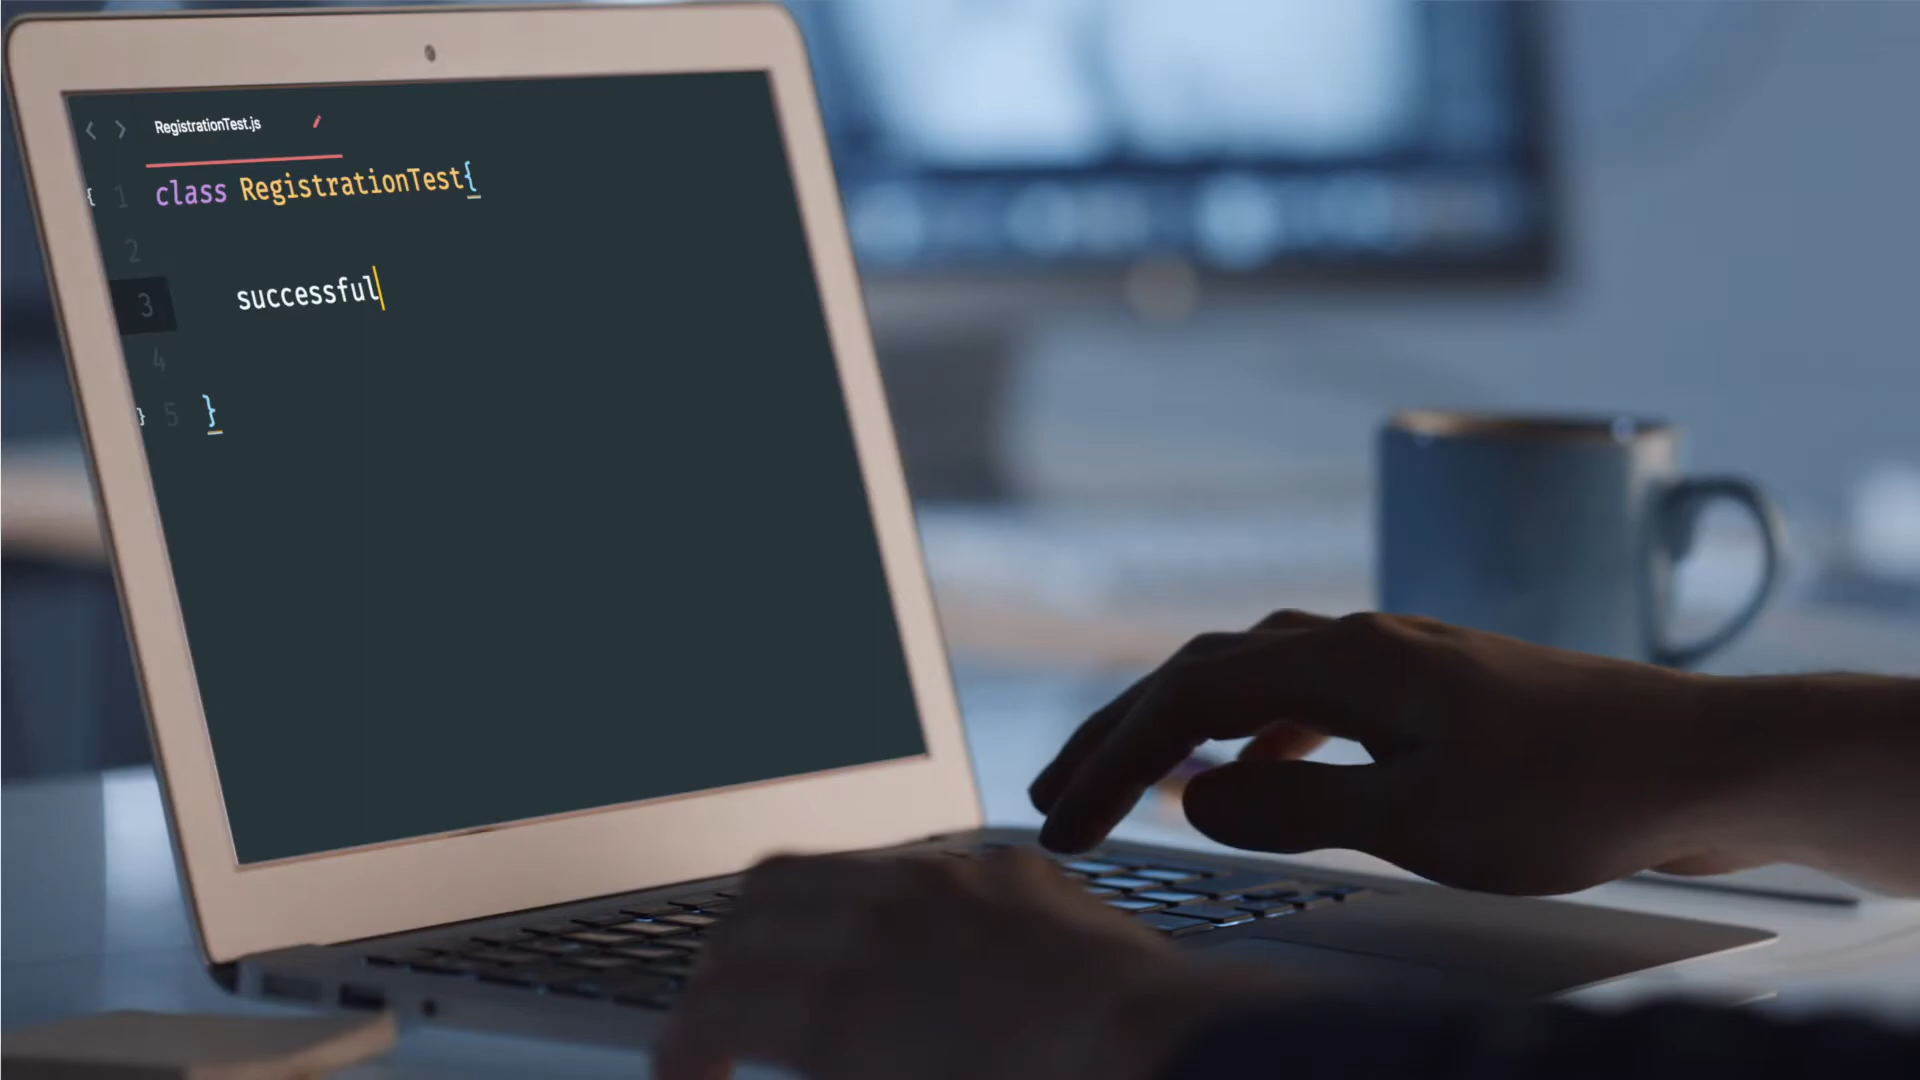 RegistrationTest.js
{ 1 class RegistrationTest{
2
3 successful
4
} 5 }